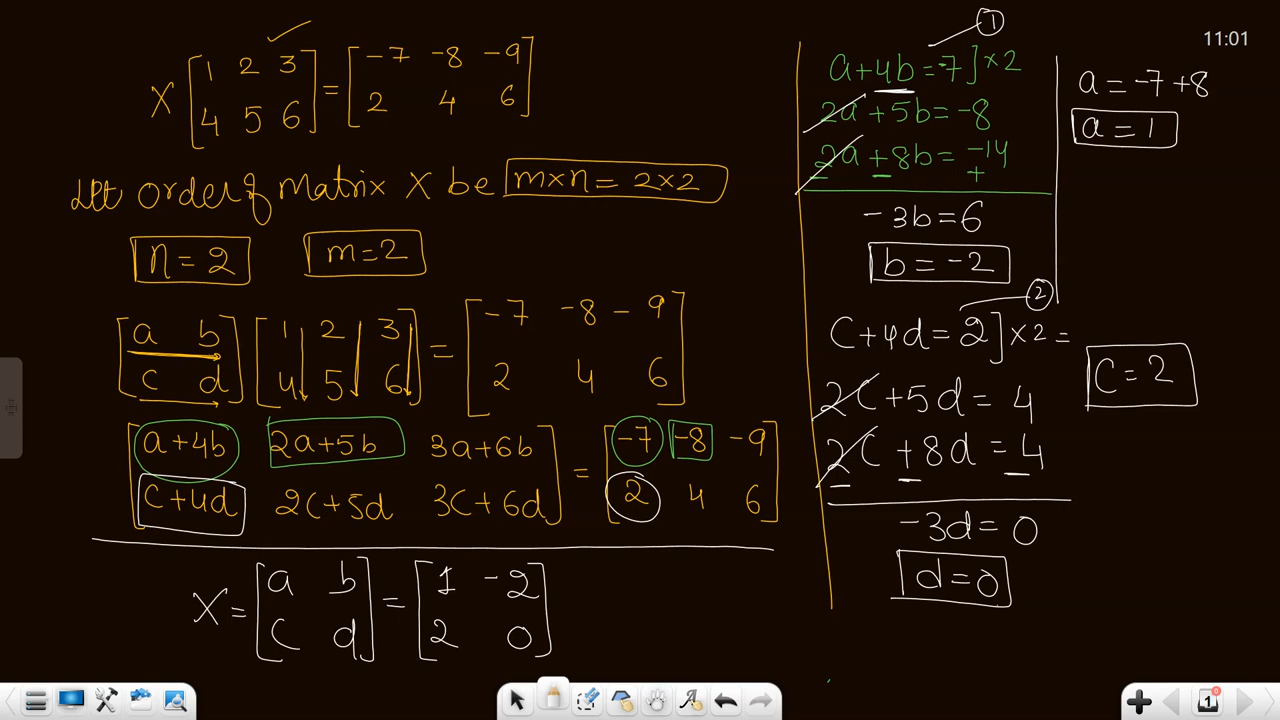 X [1 2 3 = [-7 -8 -9
4 5 6] 2 4 6]
Let order of Matrix X be m×n = 2×2
n = 2 m=2
[a b [1 2 3 = [-7 -8 -9
c d] 4 5 6] 2 4 6]
[a+4b 2a+5b 3a+6b = [-7 -8 -9
C+4d 2C+5d 3C+6d] 2 4 6]
X = [a b = [1 -2
C d] 2 0]
1
a+4b = -7]×2
2a+5b = -8
2a+8b = -14
+
-3b=6
b = -2
2
C+4d = 2]×2 =
2C+5d = 4
2C+8d = 4
-3d=0
d=0
11:01
a = -7+8
a = 1
C = 2
1